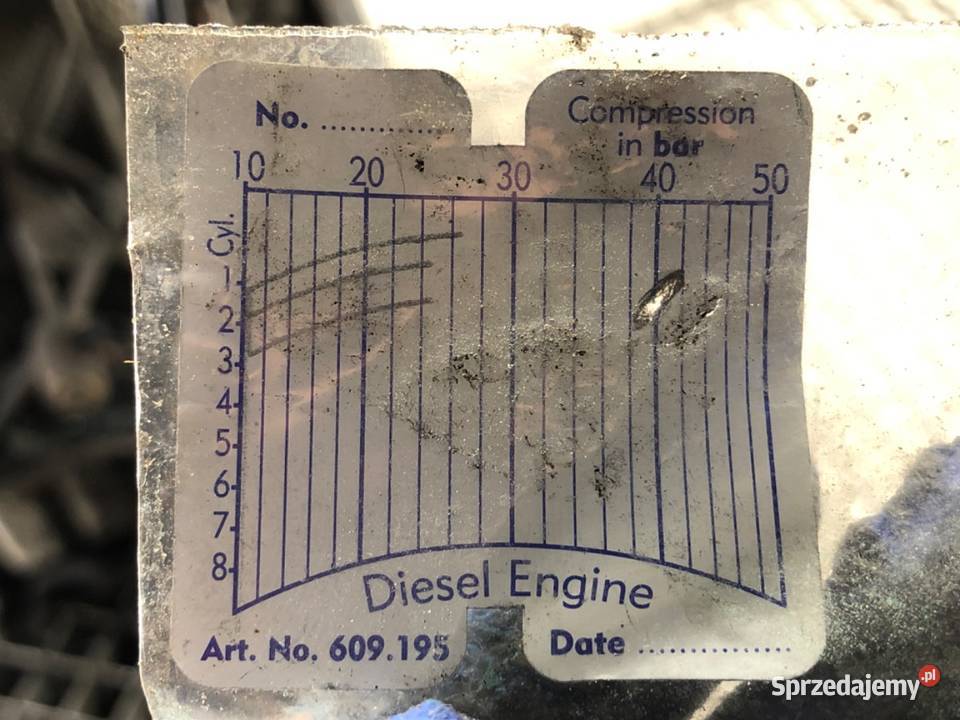 No. ..............
Compression
in bar
10 20 30 40 50
Cyl.
1
2
3
4
5
6
7
8
Diesel Engine
Art. No. 609.195
Date ................
Sprzedajemy.pl